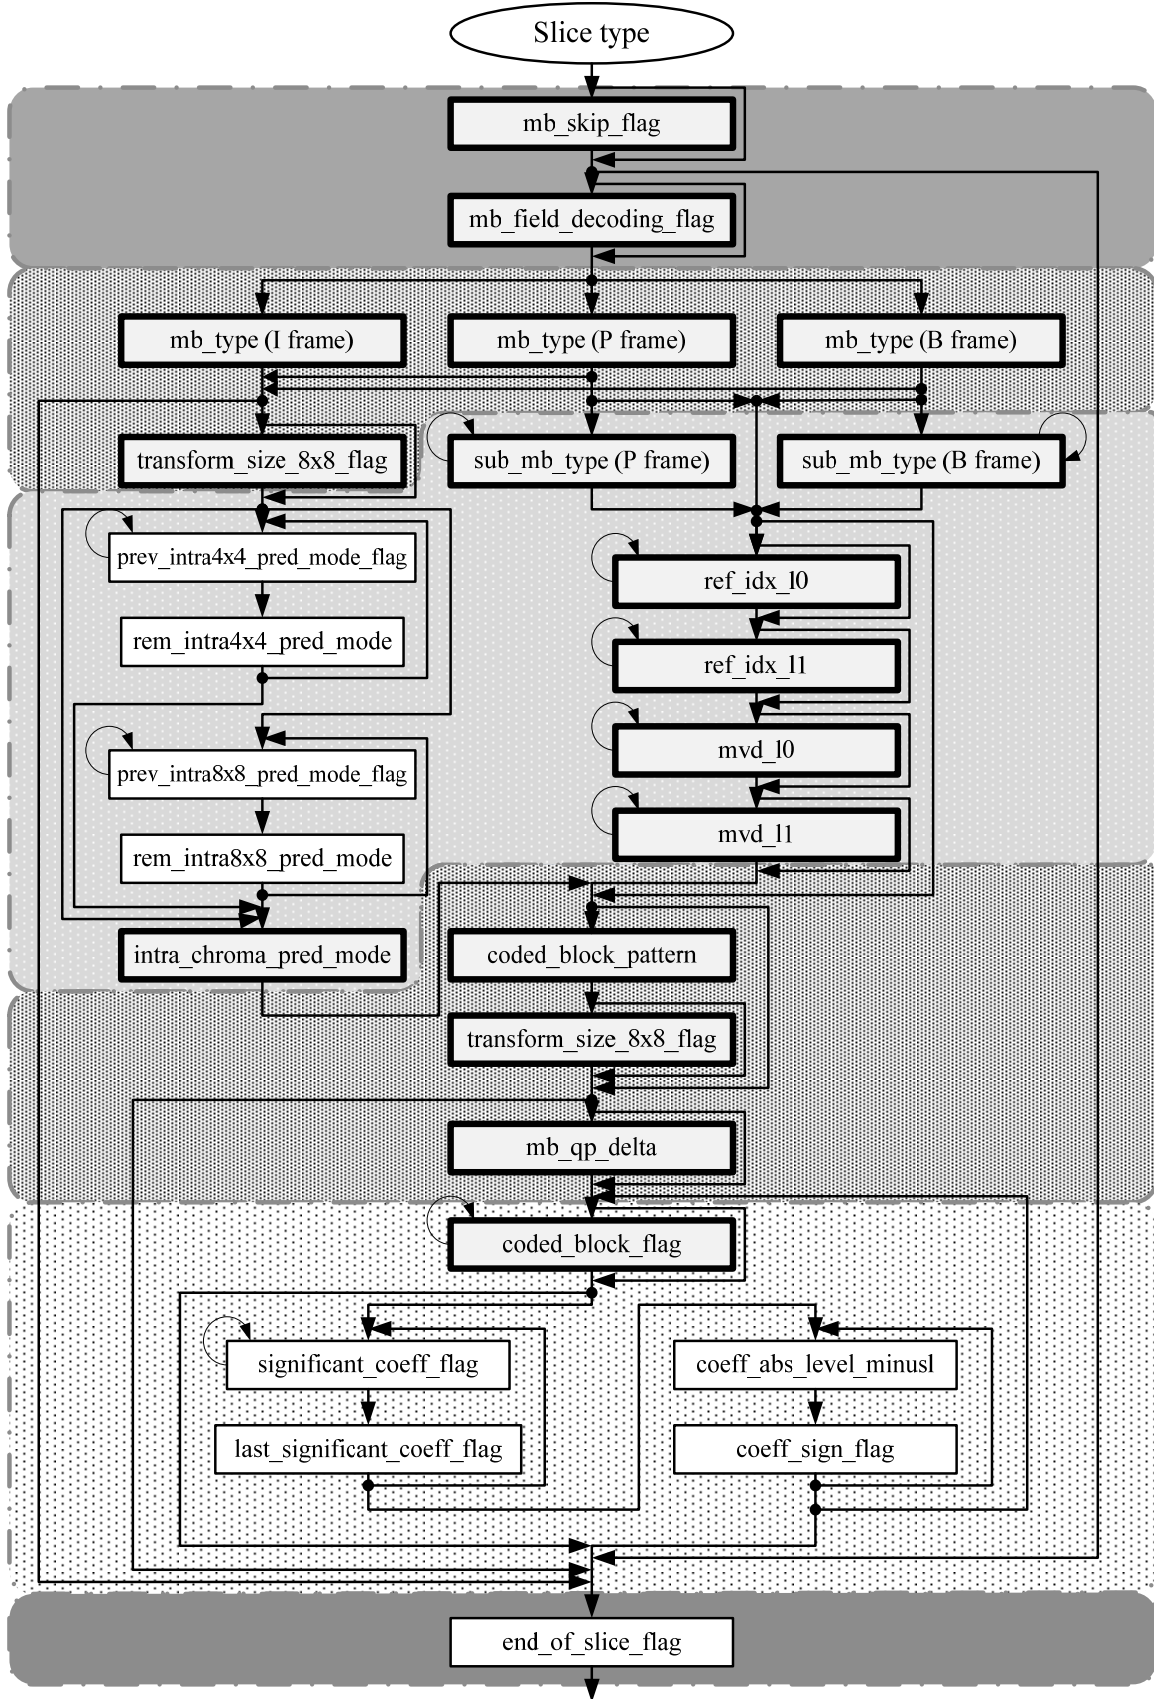 Slice type
mb_skip_flag
mb_field_decoding_flag
mb_type (I frame)
mb_type (P frame)
mb_type (B frame)
transform_size_8x8_flag
sub_mb_type (P frame)
sub_mb_type (B frame)
prev_intra4x4_pred_mode_flag
ref_idx_l0
rem_intra4x4_pred_mode
ref_idx_l1
mvd_l0
prev_intra8x8_pred_mode_flag
mvd_l1
rem_intra8x8_pred_mode
intra_chroma_pred_mode
coded_block_pattern
transform_size_8x8_flag
mb_qp_delta
coded_block_flag
significant_coeff_flag
coeff_abs_level_minusl
last_significant_coeff_flag
coeff_sign_flag
end_of_slice_flag